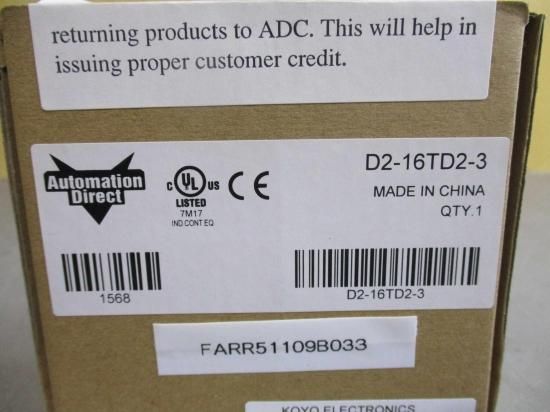 returning products to ADC. This will help in
issuing proper customer credit.
Automation
Direct
C UL US
LISTED
7M17
IND.CONT.EQ.
CE
D2-16TD2-3
MADE IN CHINA
QTY.1
1568
D2-16TD2-3
FARR51109B033
KOYO ELECTRONICS